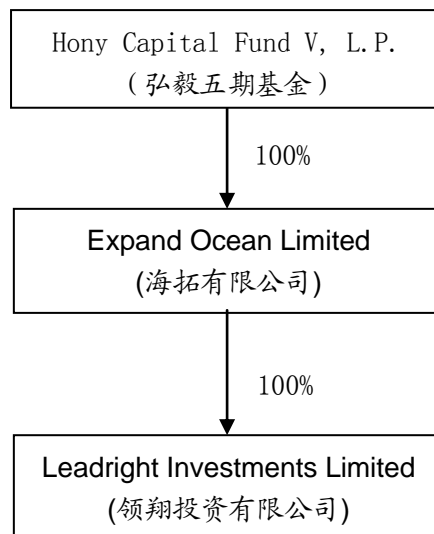 Hony Capital Fund V, L.P.
(弘毅五期基金)
100%
Expand Ocean Limited
(海拓有限公司)
100%
Leadright Investments Limited
(领翔投资有限公司)